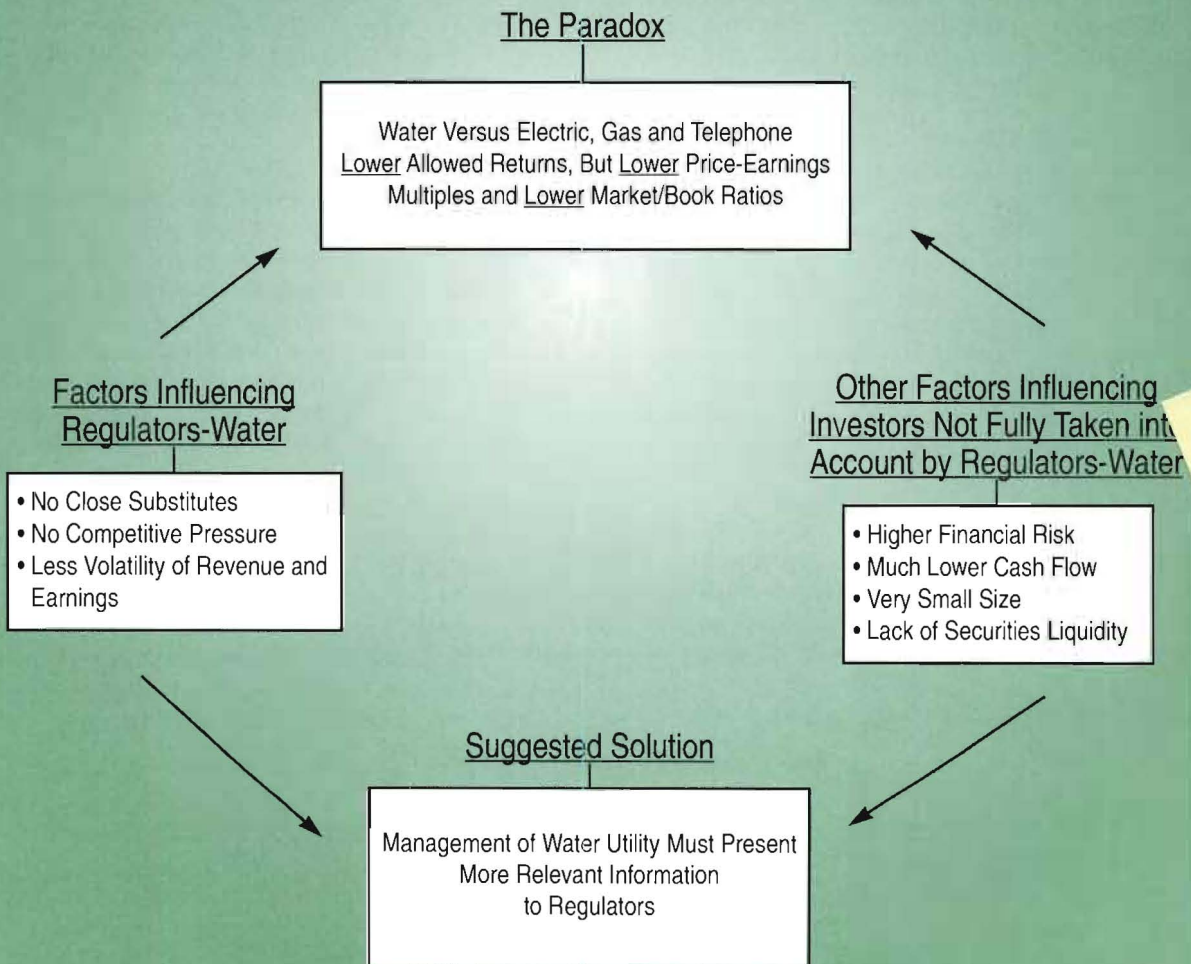 The Paradox
Water Versus Electric, Gas and Telephone
Lower Allowed Returns, But Lower Price-Earnings
Multiples and Lower Market/Book Ratios
Factors Influencing
Regulators-Water
• No Close Substitutes
• No Competitive Pressure
• Less Volatility of Revenue and
Earnings
Other Factors Influencing
Investors Not Fully Taken
Account by Regulators-Water
• Higher Financial Risk
• Much Lower Cash Flow
• Very Small Size
• Lack of Securities Liquidity
Suggested Solution
Management of Water Utility Must Present
More Relevant Information
to Regulators